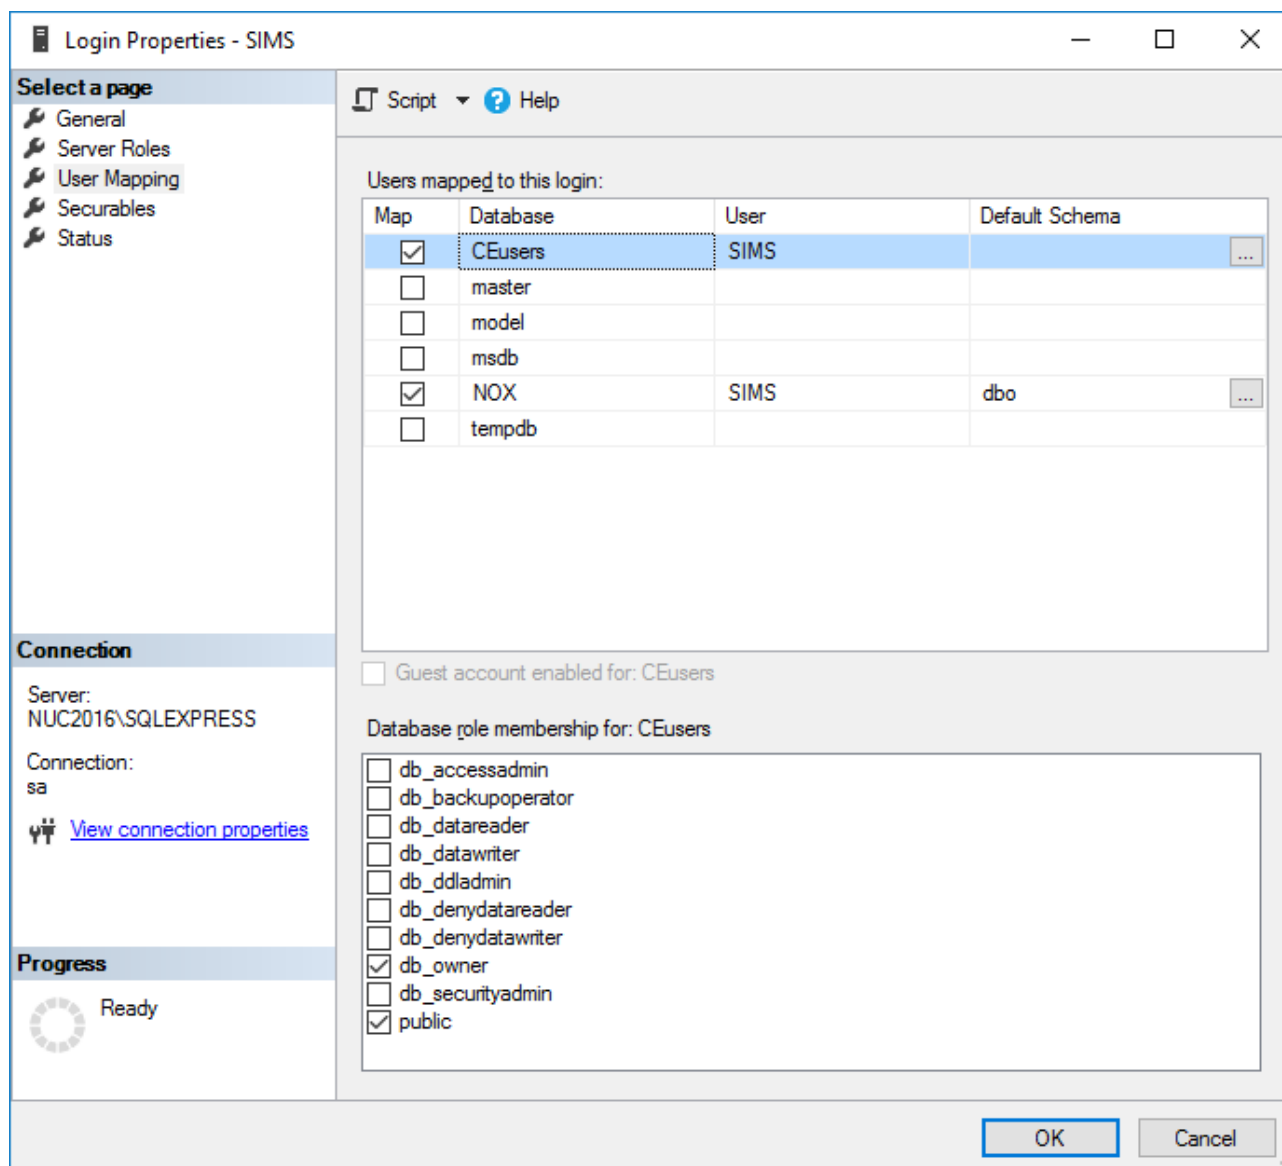 Login Properties - SIMS
Select a page
General
Server Roles
User Mapping
Securables
Status
Script
Help
Users mapped to this login:
Map Database User Default Schema
CEusers SIMS ...
master
model
msdb
NOX SIMS dbo ...
tempdb
Guest account enabled for: CEusers
Database role membership for: CEusers
db_accessadmin
db_backupoperator
db_datareader
db_datawriter
db_ddladmin
db_denydatareader
db_denydatawriter
db_owner
db_securityadmin
public
Connection
Server:
NUC2016\SQLEXPRESS
Connection:
sa
View connection properties
Progress
Ready
OK Cancel